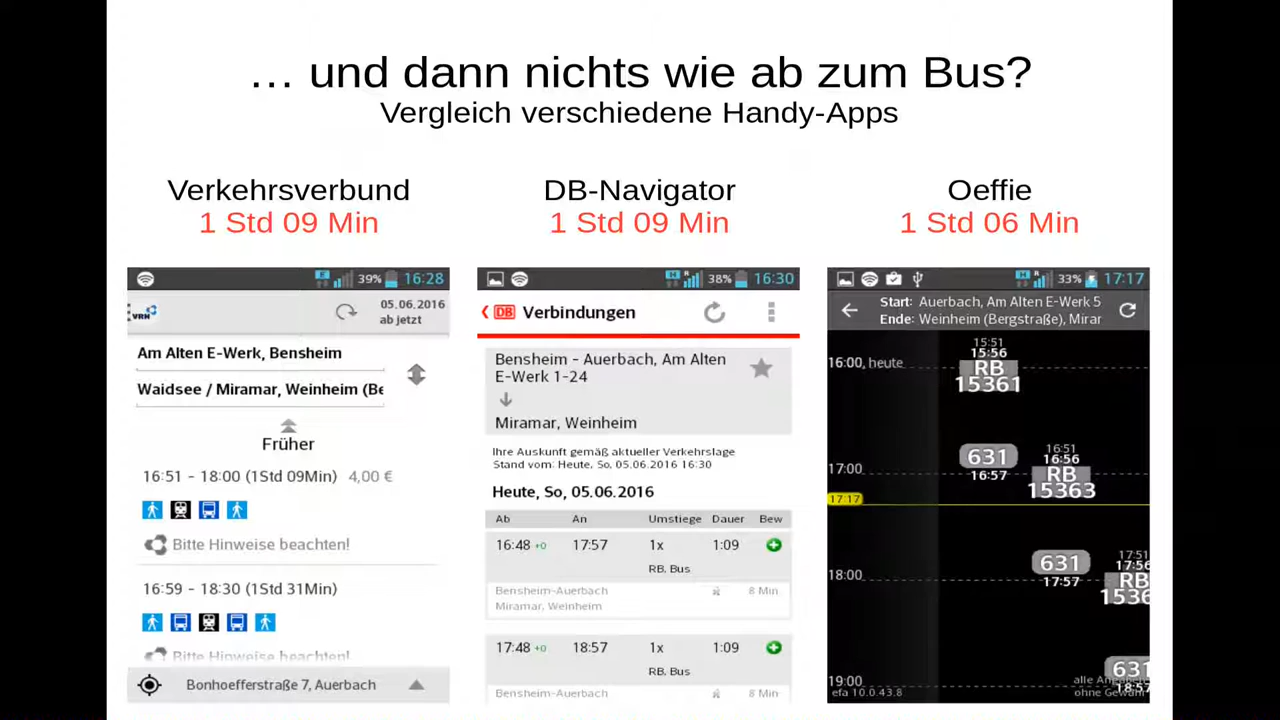 ... und dann nichts wie ab zum Bus?
Vergleich verschiedene Handy-Apps
Verkehrsverbund
1 Std 09 Min
DB-Navigator
1 Std 09 Min
Oeffie
1 Std 06 Min
E
39%
16:28
VRN
05.06.2016
ab jetzt
Am Alten E-Werk, Bensheim
Waidsee / Miramar, Weinheim (Be
Früher
16:51 - 18:00 (1Std 09Min) 4,00 €
Bitte Hinweise beachten!
16:59 - 18:30 (1Std 31Min)
Bitte Hinweise beachten!
Bonhoefferstraße 7, Auerbach
H R 38% 16:30
DB Verbindungen
Bensheim - Auerbach, Am Alten
E-Werk 1-24
Miramar, Weinheim
Ihre Auskunft gemäß aktueller Verkehrslage
Stand vom: Heute, So, 05.06.2016 16:30
Heute, So, 05.06.2016
Ab An Umstiege Dauer Bew
16:48 +0 17:57 1x 1:09
RB, Bus
Bensheim-Auerbach 8 Min
Miramar, Weinheim
17:48 +0 18:57 1x 1:09
RB, Bus
Bensheim-Auerbach 8 Min
H R 33% 17:17
Start: Auerbach, Am Alten E-Werk 5
Ende: Weinheim (Bergstraße), Mirar
15:51
15:56
16:00, heute
RB
15361
16:51
631 16:56
17:00 16:57 RB
15363
17:17
17:51
631 17:56
18:00 17:57 RB
1536
631
19:00 18:57
alle Angaben
efa 10.0.43.8 ohne Gewähr